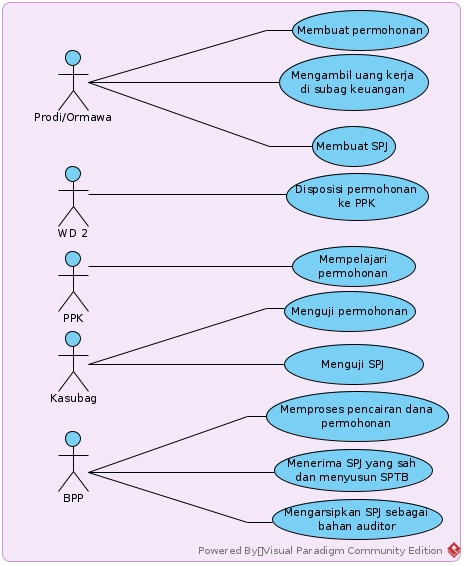 Membuat permohonan
Mengambil uang kerja
di subag keuangan
Prodi/Ormawa
Membuat SPJ
Disposisi permohonan
ke PPK
WD 2
Mempelajari
permohonan
PPK
Menguji permohonan
Menguji SPJ
Kasubag
Memproses pencairan dana
permohonan
Menerima SPJ yang sah
dan menyusun SPTB
BPP
Mengarsipkan SPJ sebagai
bahan auditor
Powered By▯Visual Paradigm Community Edition